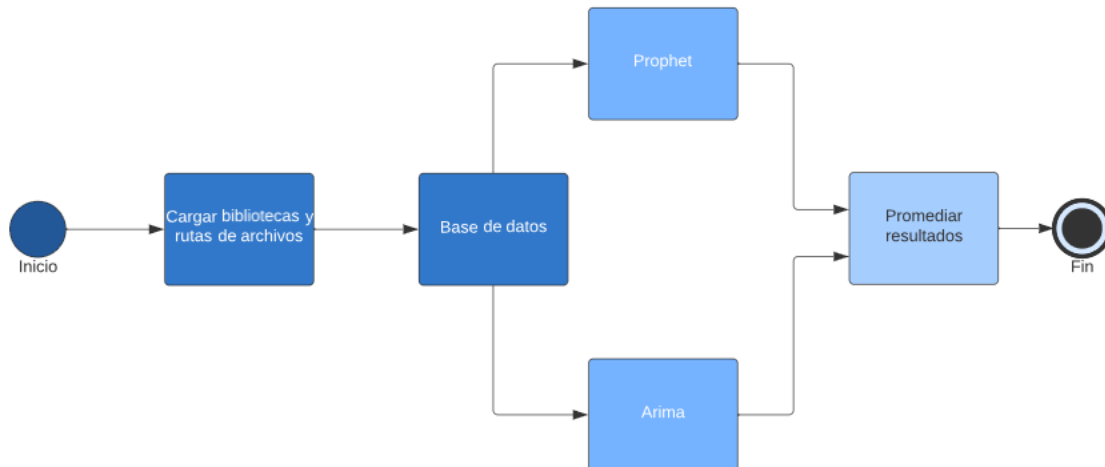 Inicio
Cargar bibliotecas y
rutas de archivos
Base de datos
Prophet
Arima
Promediar
resultados
Fin